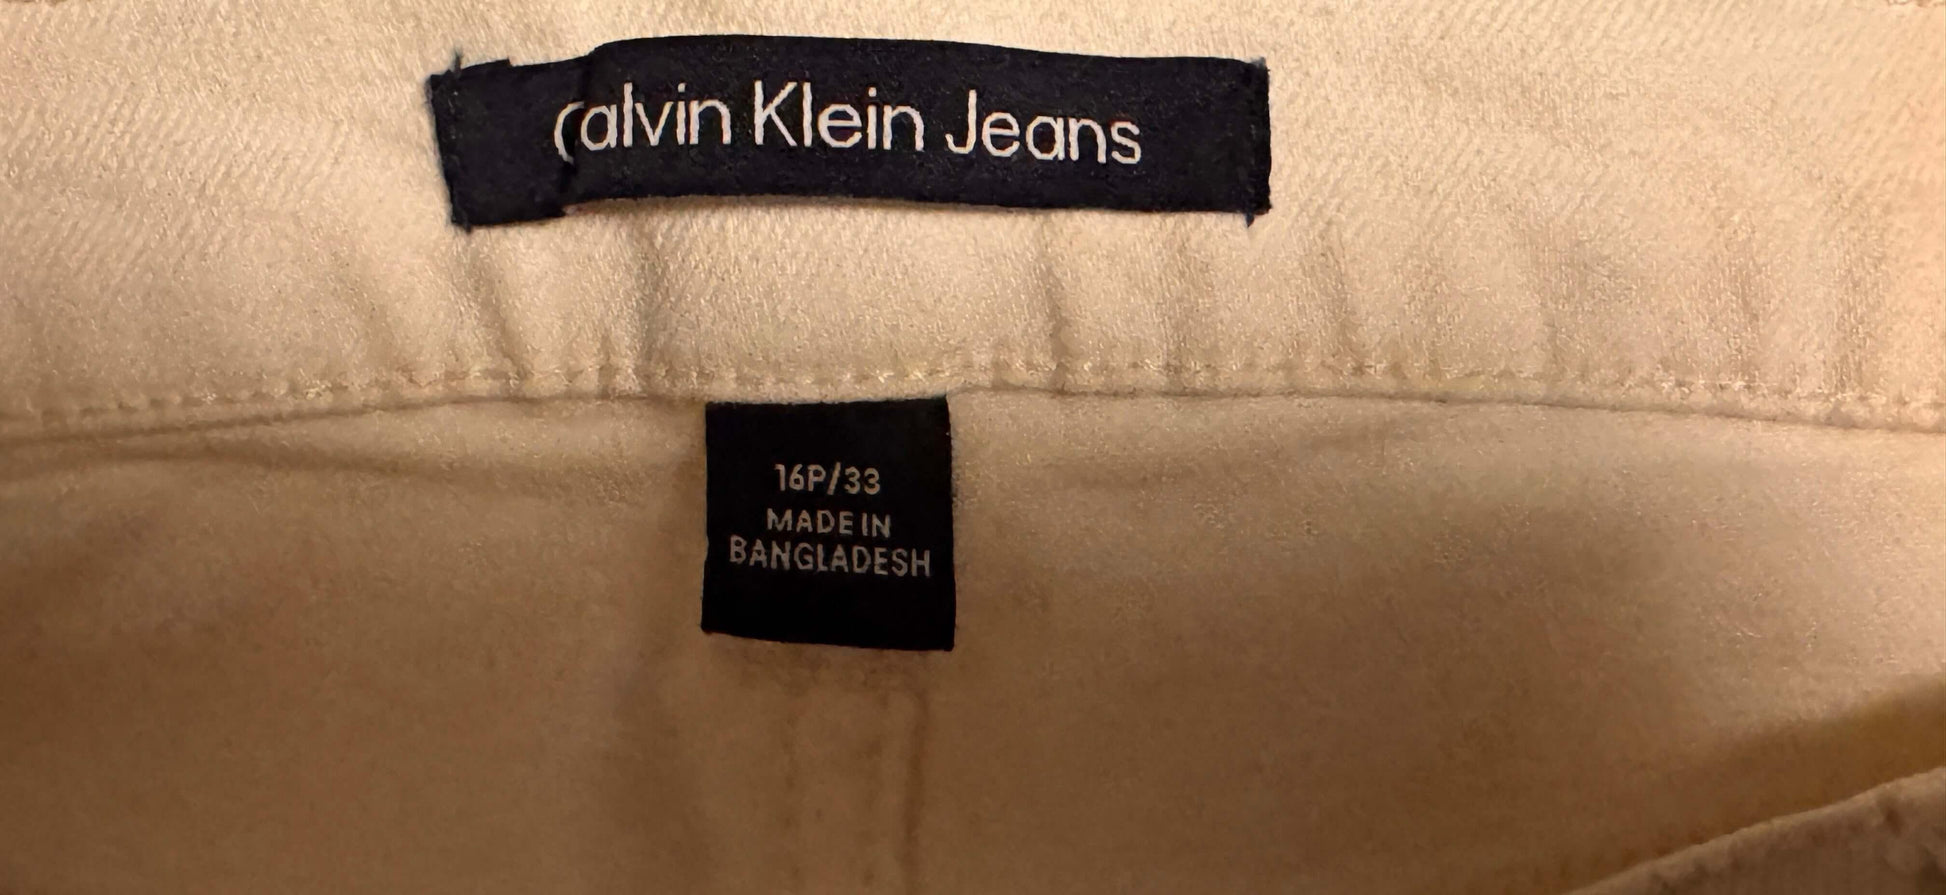 Calvin Klein Jeans
16P/33
MADE IN
BANGLADESH